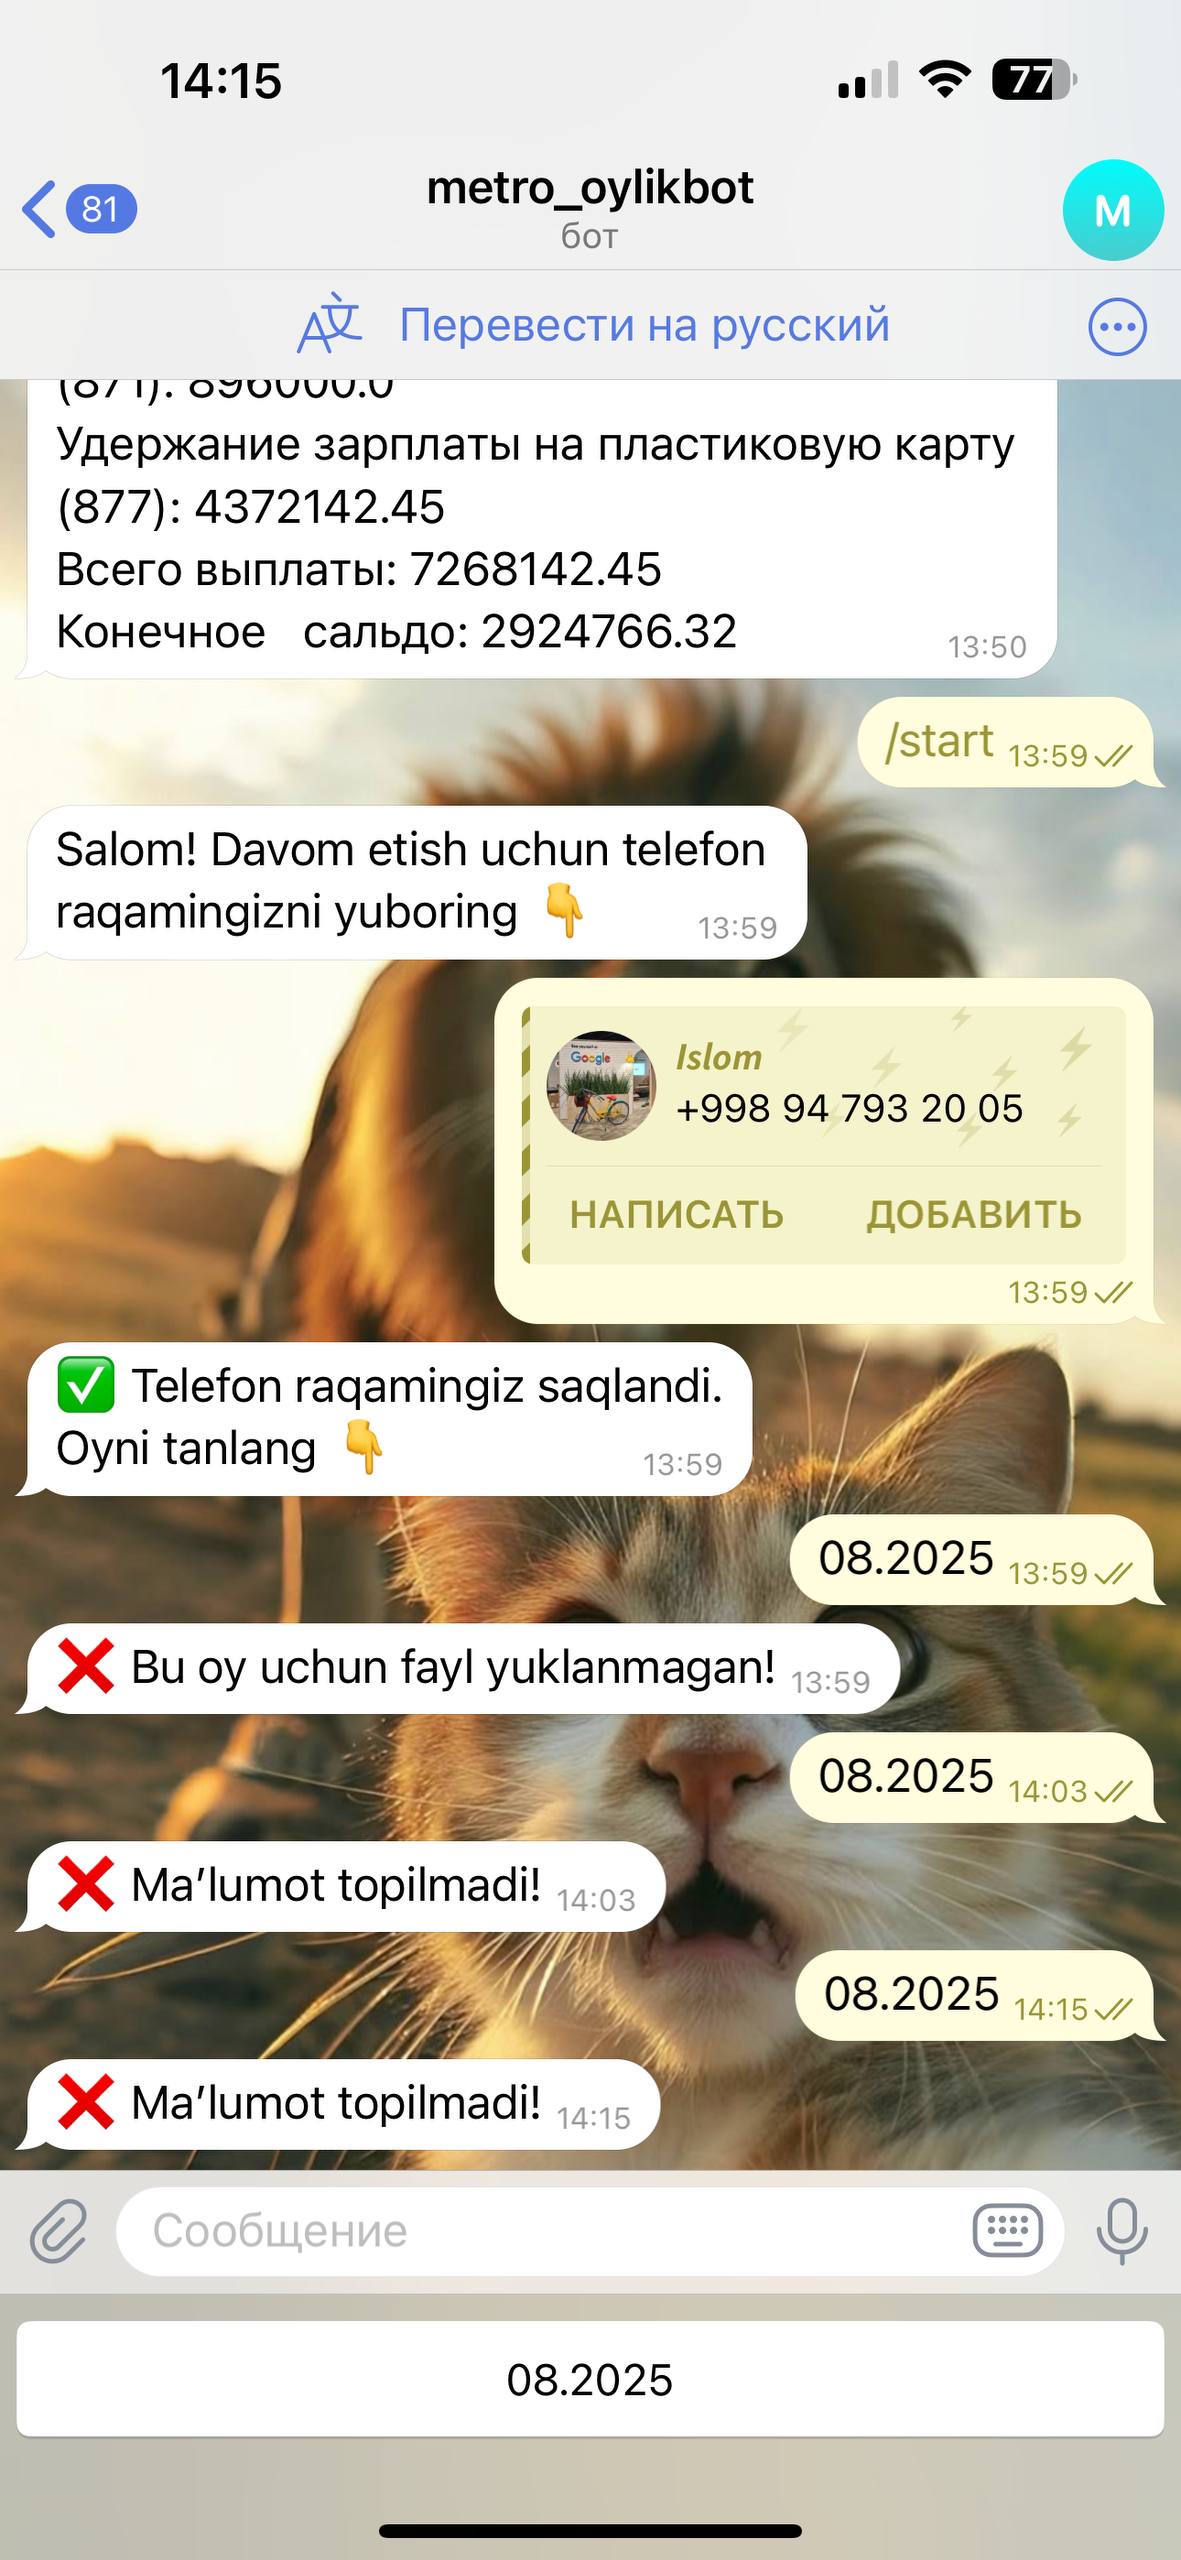 14:15
77
81
metro_oylikbot
бот
M
Перевести на русский
(871): 896000.0
Удержание зарплаты на пластиковую карту
(877): 4372142.45
Всего выплаты: 7268142.45
Конечное   сальдо: 2924766.32
13:50
/start 13:59
Salom! Davom etish uchun telefon
raqamingizni yuboring 👇 13:59
Google
Islom
+998 94 793 20 05
НАПИСАТЬ ДОБАВИТЬ
13:59
✅ Telefon raqamingiz saqlandi.
Oyni tanlang 👇 13:59
08.2025 13:59
❌ Bu oy uchun fayl yuklanmagan! 13:59
08.2025 14:03
❌ Ma’lumot topilmadi! 14:03
08.2025 14:15
❌ Ma’lumot topilmadi! 14:15
Сообщение
08.2025